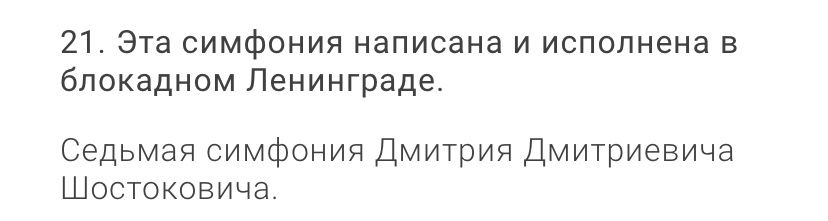 21. Эта симфония написана и исполнена в
блокадном Ленинграде.
Седьмая симфония Дмитрия Дмитриевича
Шостоковича.